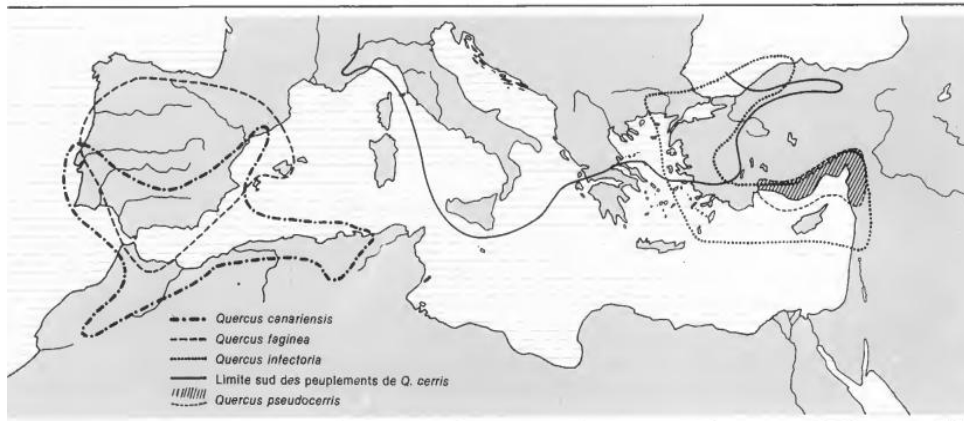 Quercus canariensis
Quercus faginea
Quercus infectoria
Limite sud des peuplements de Q. cerris
Quercus pseudocerris